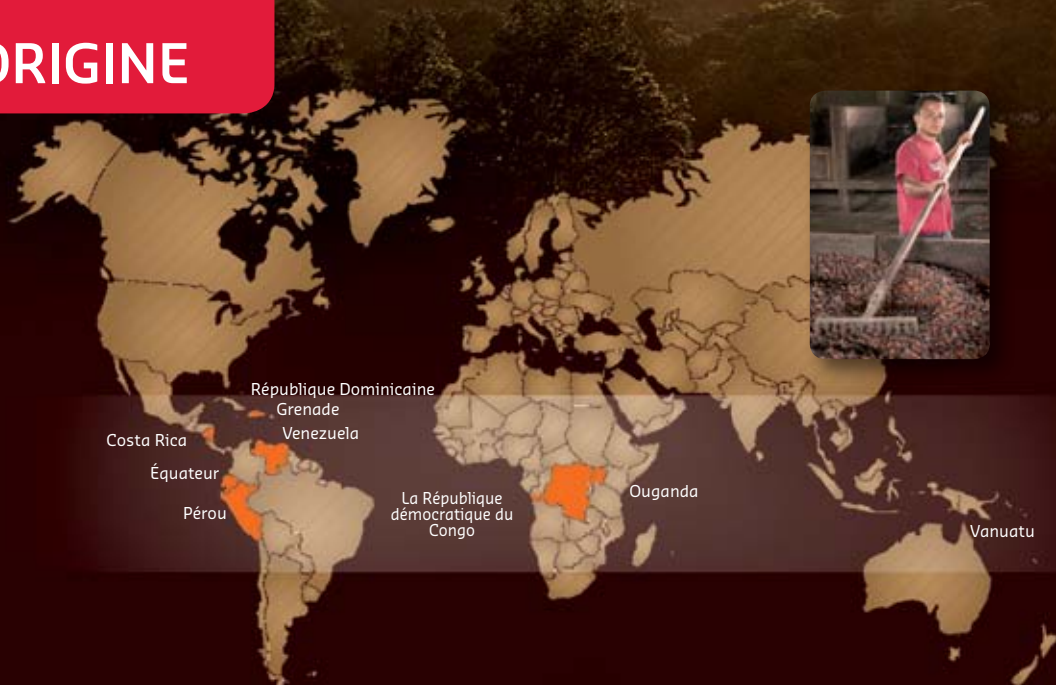 ORIGINE
République Dominicaine
Grenade
Venezuela
Costa Rica
Équateur
Pérou
La République
démocratique du
Congo
Ouganda
Vanuatu